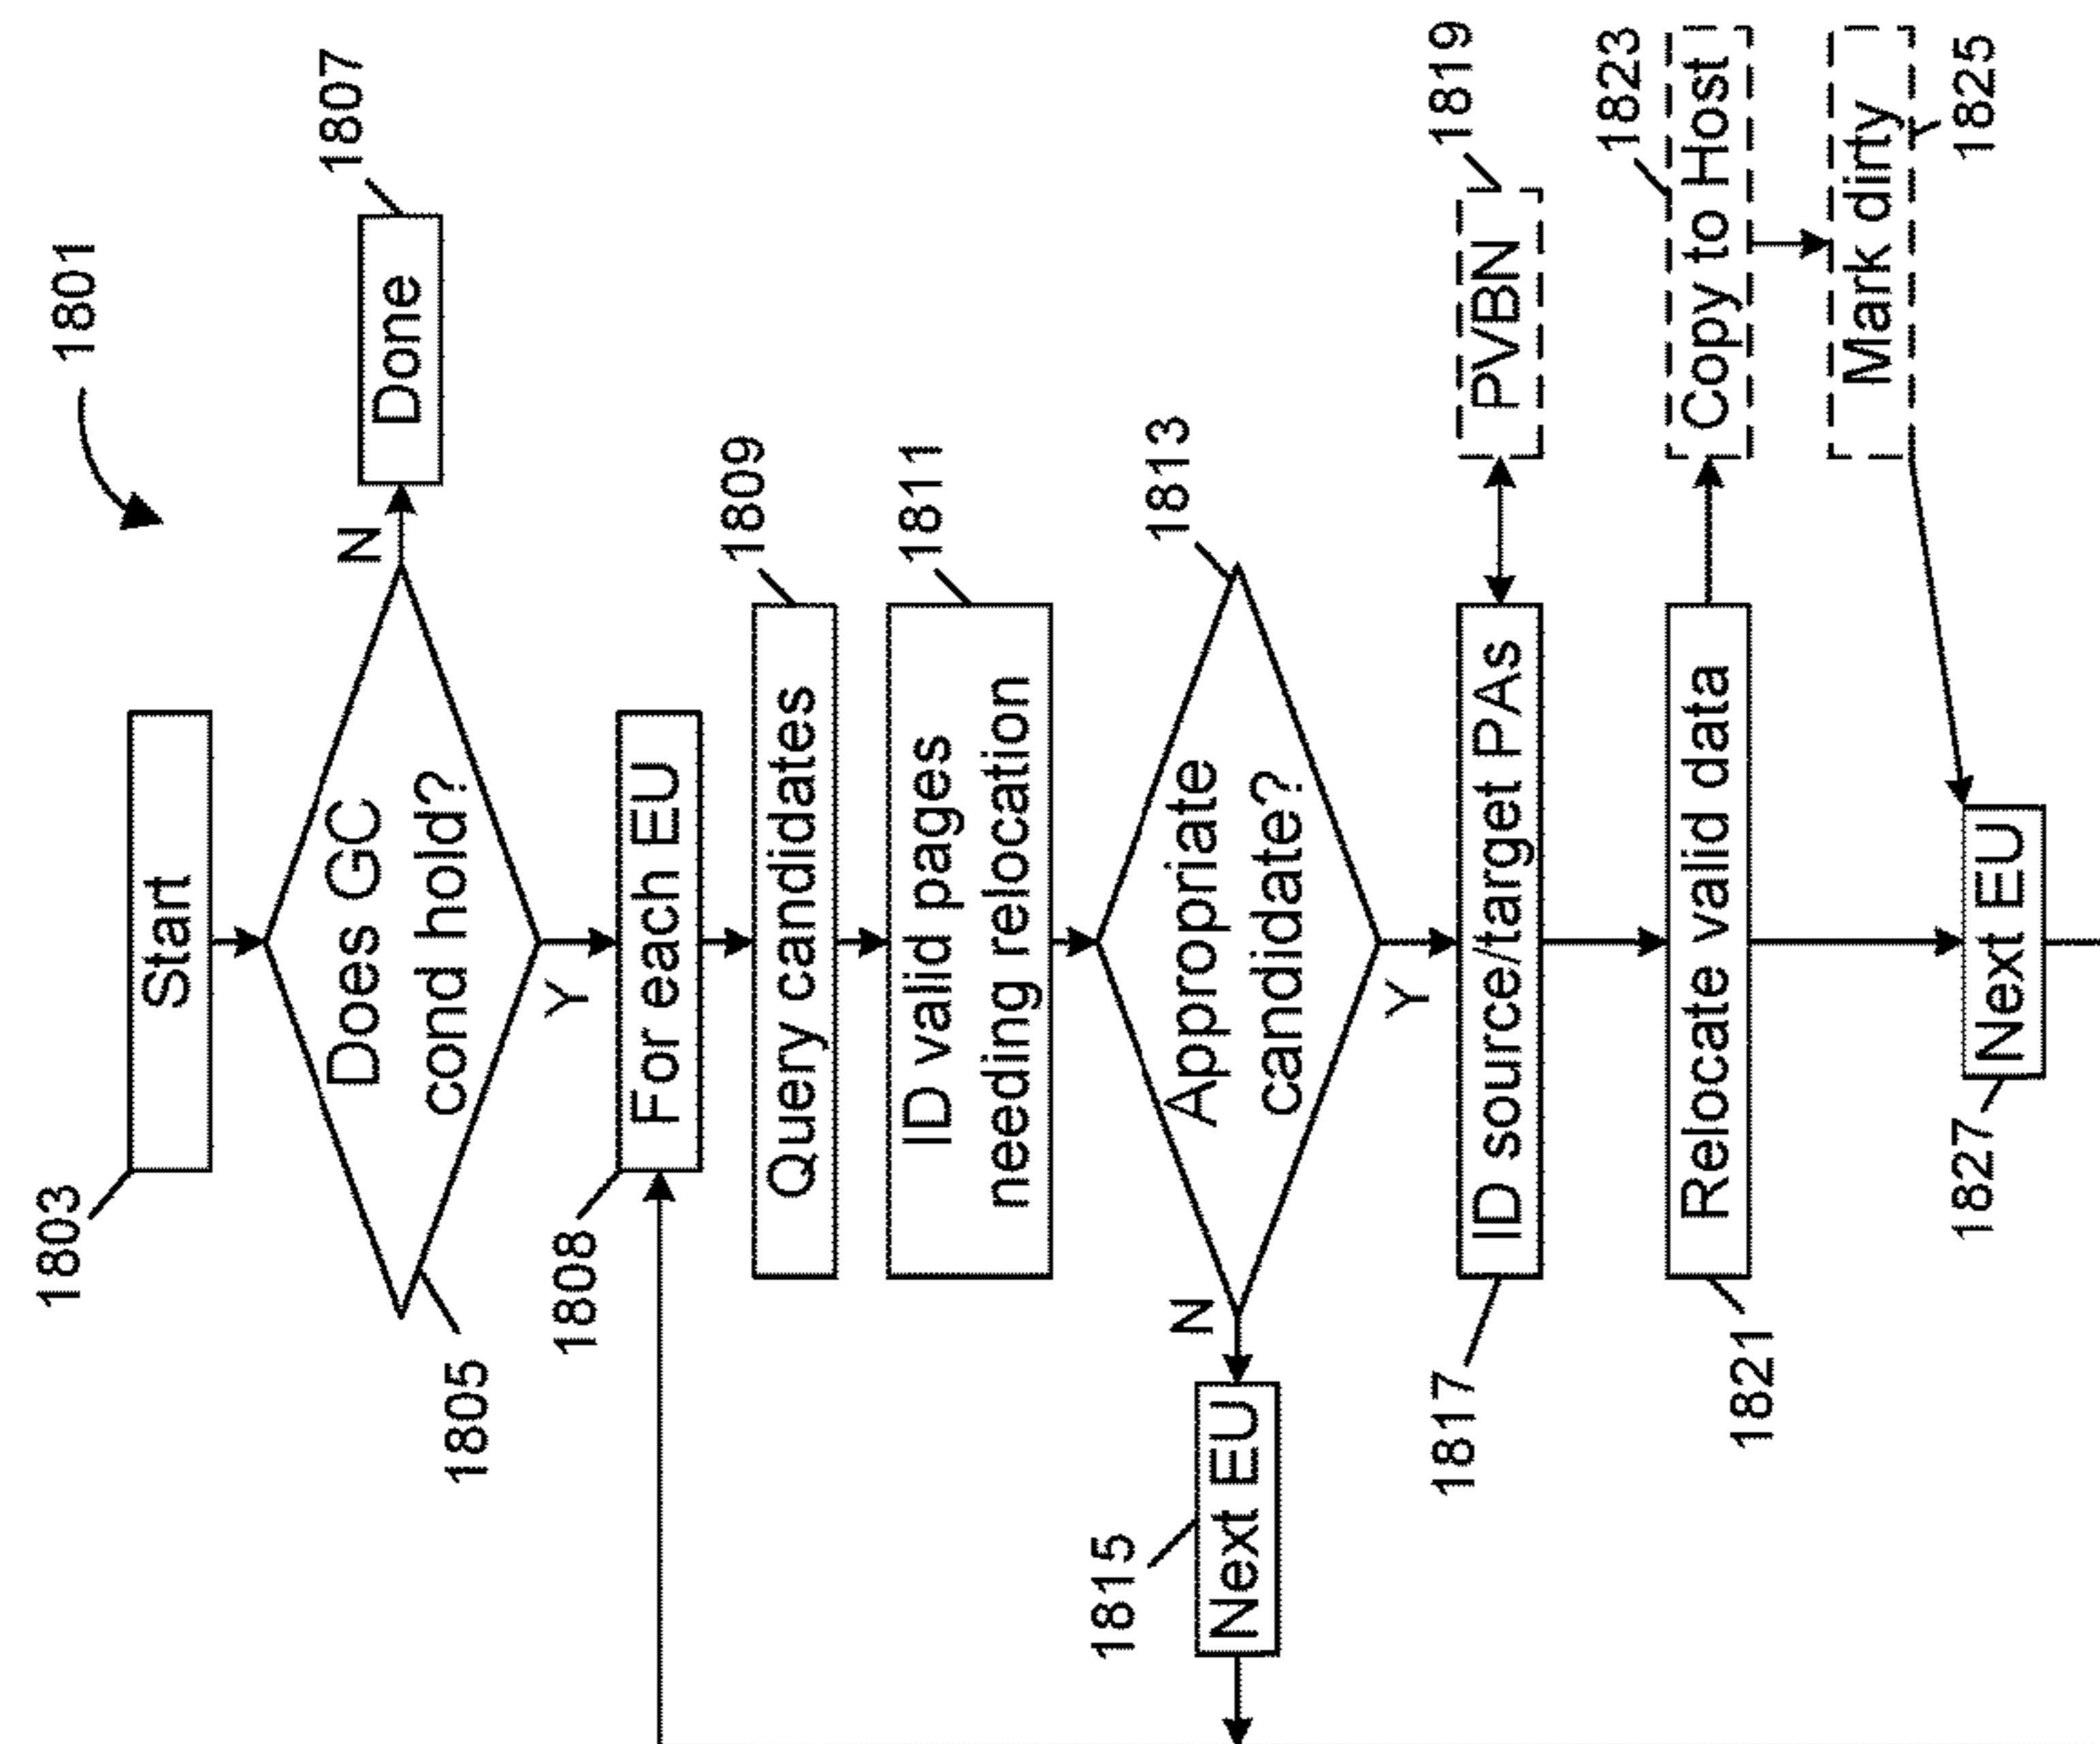 1801
1803
Start
1805
Does GC
cond hold?
N
1807
Done
Y
1808
For each EU
1809
Query candidates
1811
ID valid pages
needing relocation
1813
Appropriate
candidate?
N
1815
Next EU
Y
1817
ID source/target PAs
1819
PVBN
1821
Relocate valid data
1823
Copy to Host
1825
Mark dirty
1827
Next EU